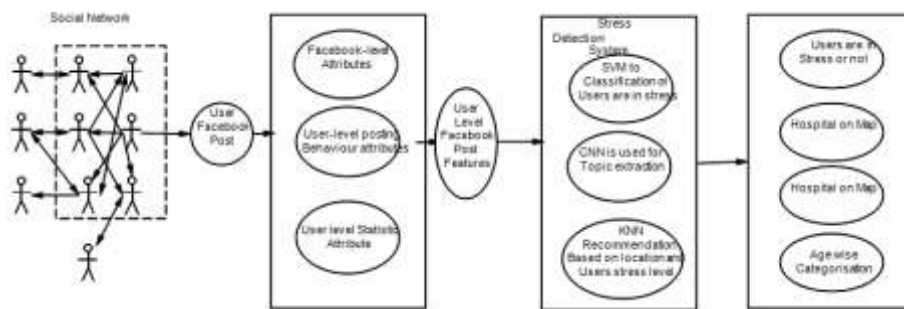 Social Network
User
Facebook
Post
Facebook-level
Attributes
User-level posting
Behaviour attributes
User level Statistic
Attribute
User
Level
Facebook
Post
Features
Stress
Detection
System
SVM to
Classification of
Users are in stress
CNN is used for
Topic extraction
KNN
Recommendation
Based on location and
Users stress level
Users are in
Stress or not
Hospital on Map
Hospital on Map
Age wise
Categorisation